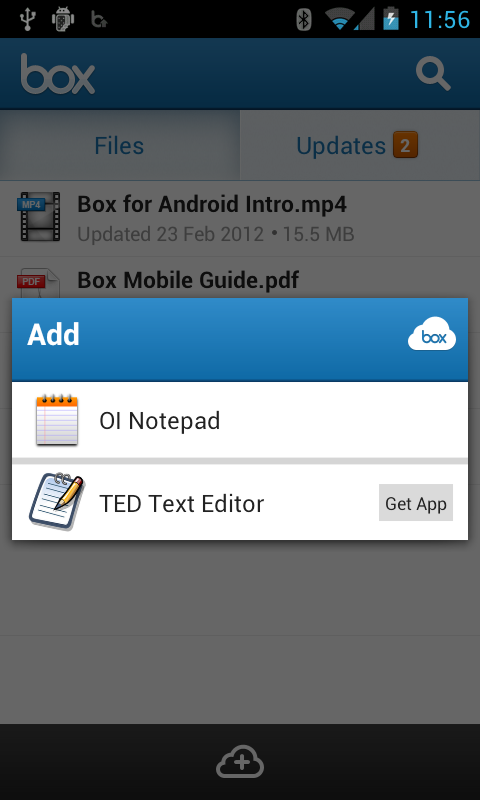 11:56
box
Files
Updates 2
MP4
Box for Android Intro.mp4
Updated 23 Feb 2012 • 15.5 MB
PDF
Box Mobile Guide.pdf
Add
box
OI Notepad
TED Text Editor
Get App